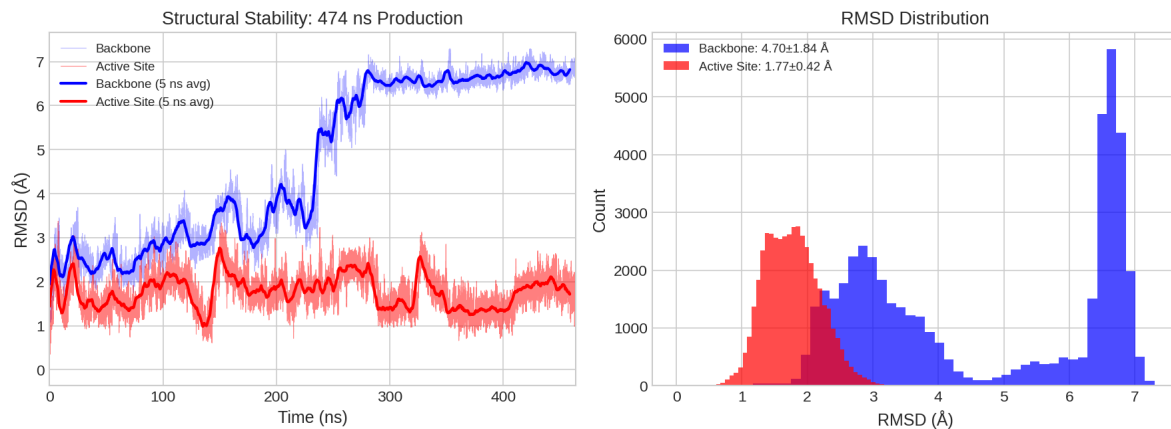 Structural Stability: 474 ns Production
Backbone
Active Site
Backbone (5 ns avg)
Active Site (5 ns avg)
RMSD (Å)
7
6
5
4
3
2
1
0
0
100
200
300
400
Time (ns)
RMSD Distribution
Backbone: 4.70±1.84 Å
Active Site: 1.77±0.42 Å
Count
6000
5000
4000
3000
2000
1000
0
0
1
2
3
4
5
6
7
RMSD (Å)